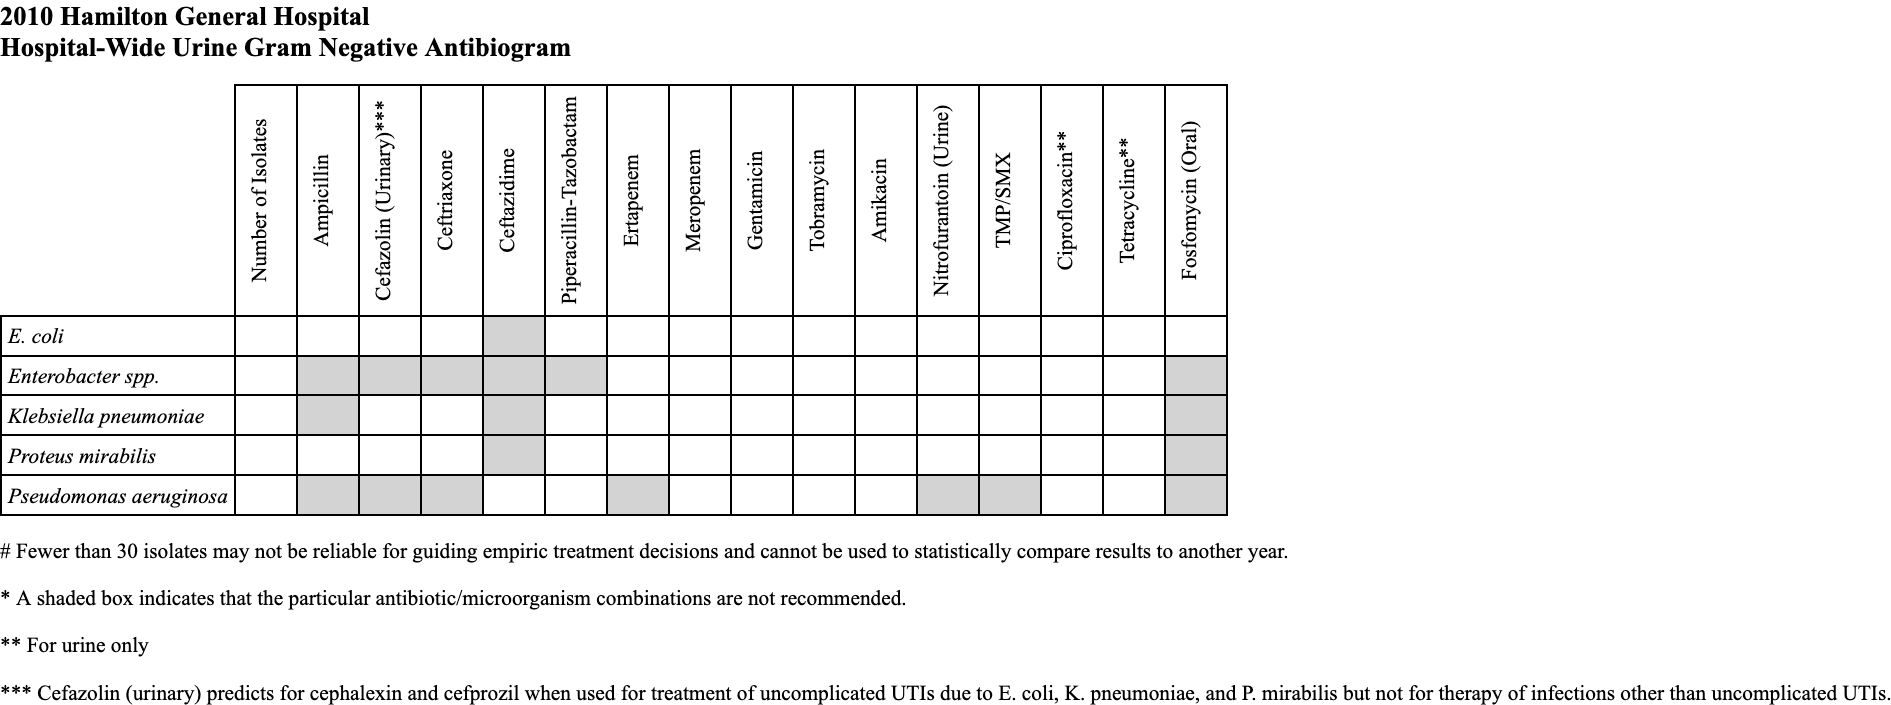 2010 Hamilton General Hospital
Hospital-Wide Urine Gram Negative Antibiogram
Number of Isolates
Ampicillin
Cefazolin (Urinary)***
Ceftriaxone
Ceftazidime
Piperacillin-Tazobactam
Ertapenem
Meropenem
Gentamicin
Tobramycin
Amikacin
Nitrofurantoin (Urine)
TMP/SMX
Ciprofloxacin**
Tetracycline**
Fosfomycin (Oral)
E. coli
Enterobacter spp.
Klebsiella pneumoniae
Proteus mirabilis
Pseudomonas aeruginosa
# Fewer than 30 isolates may not be reliable for guiding empiric treatment decisions and cannot be used to statistically compare results to another year.
* A shaded box indicates that the particular antibiotic/microorganism combinations are not recommended.
** For urine only
*** Cefazolin (urinary) predicts for cephalexin and cefprozil when used for treatment of uncomplicated UTIs due to E. coli, K. pneumoniae, and P. mirabilis but not for therapy of infections other than uncomplicated UTIs.